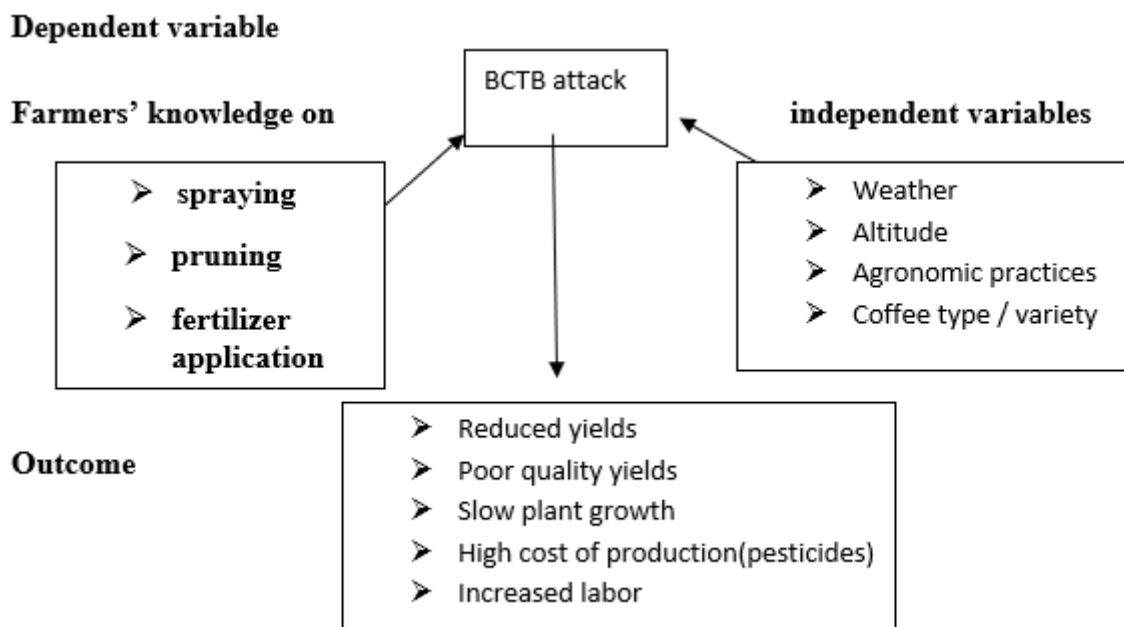 Dependent variable
BCTB attack
Farmers’ knowledge on
independent variables
➢ spraying
➢ pruning
➢ fertilizer
application
➢ Weather
➢ Altitude
➢ Agronomic practices
➢ Coffee type / variety
Outcome
➢ Reduced yields
➢ Poor quality yields
➢ Slow plant growth
➢ High cost of production(pesticides)
➢ Increased labor